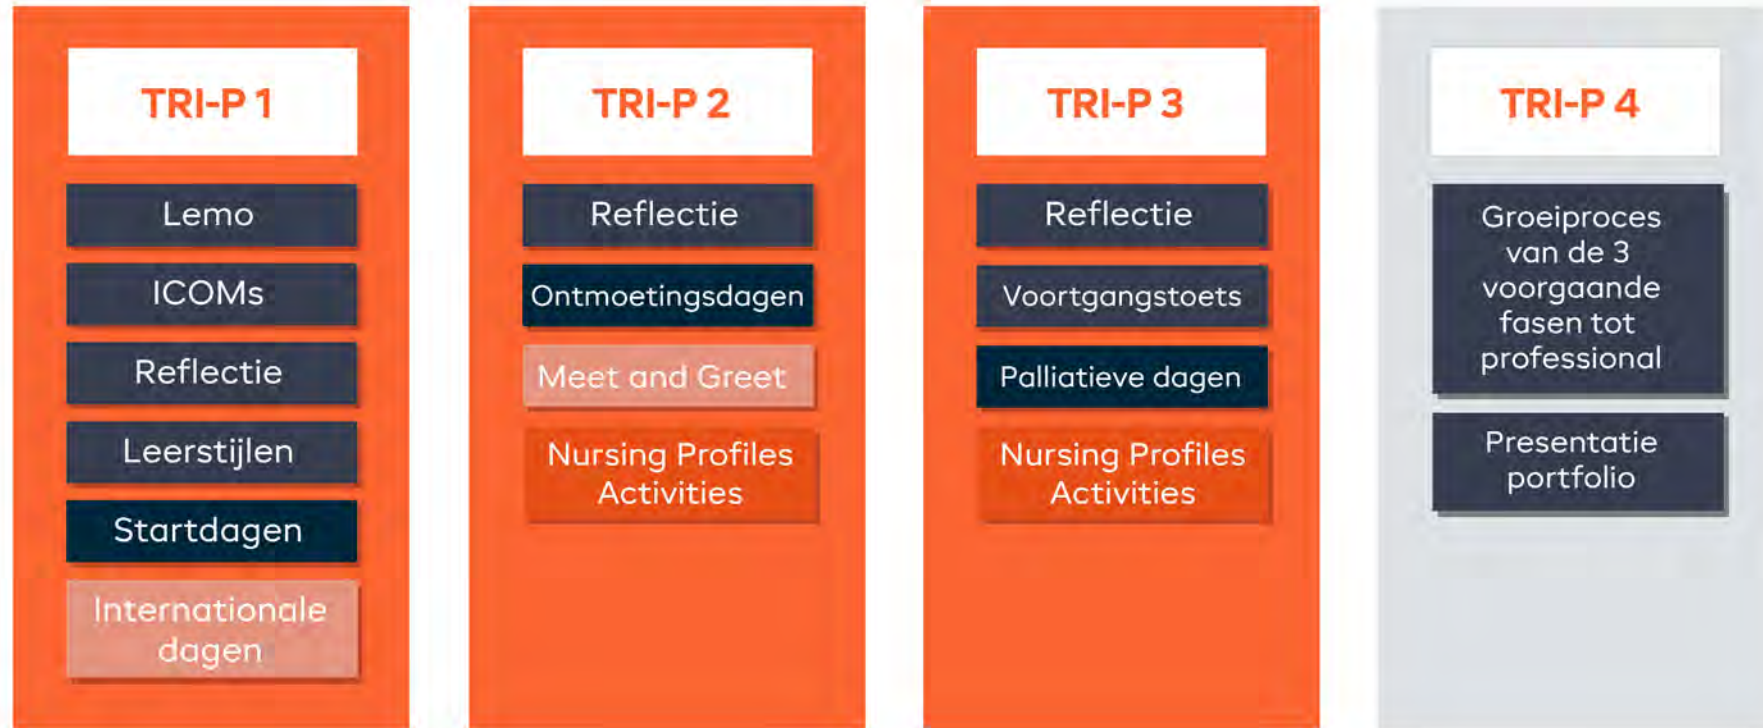 TRI-P 1
Lemo
ICOMs
Reflectie
Leerstijlen
Startdagen
Internationale
dagen
TRI-P 2
Reflectie
Ontmoetingsdagen
Meet and Greet
Nursing Profiles
Activities
TRI-P 3
Reflectie
Voortgangstoets
Palliatieve dagen
Nursing Profiles
Activities
TRI-P 4
Groeiproces
van de 3
voorgaande
fasen tot
professional
Presentatie
portfolio